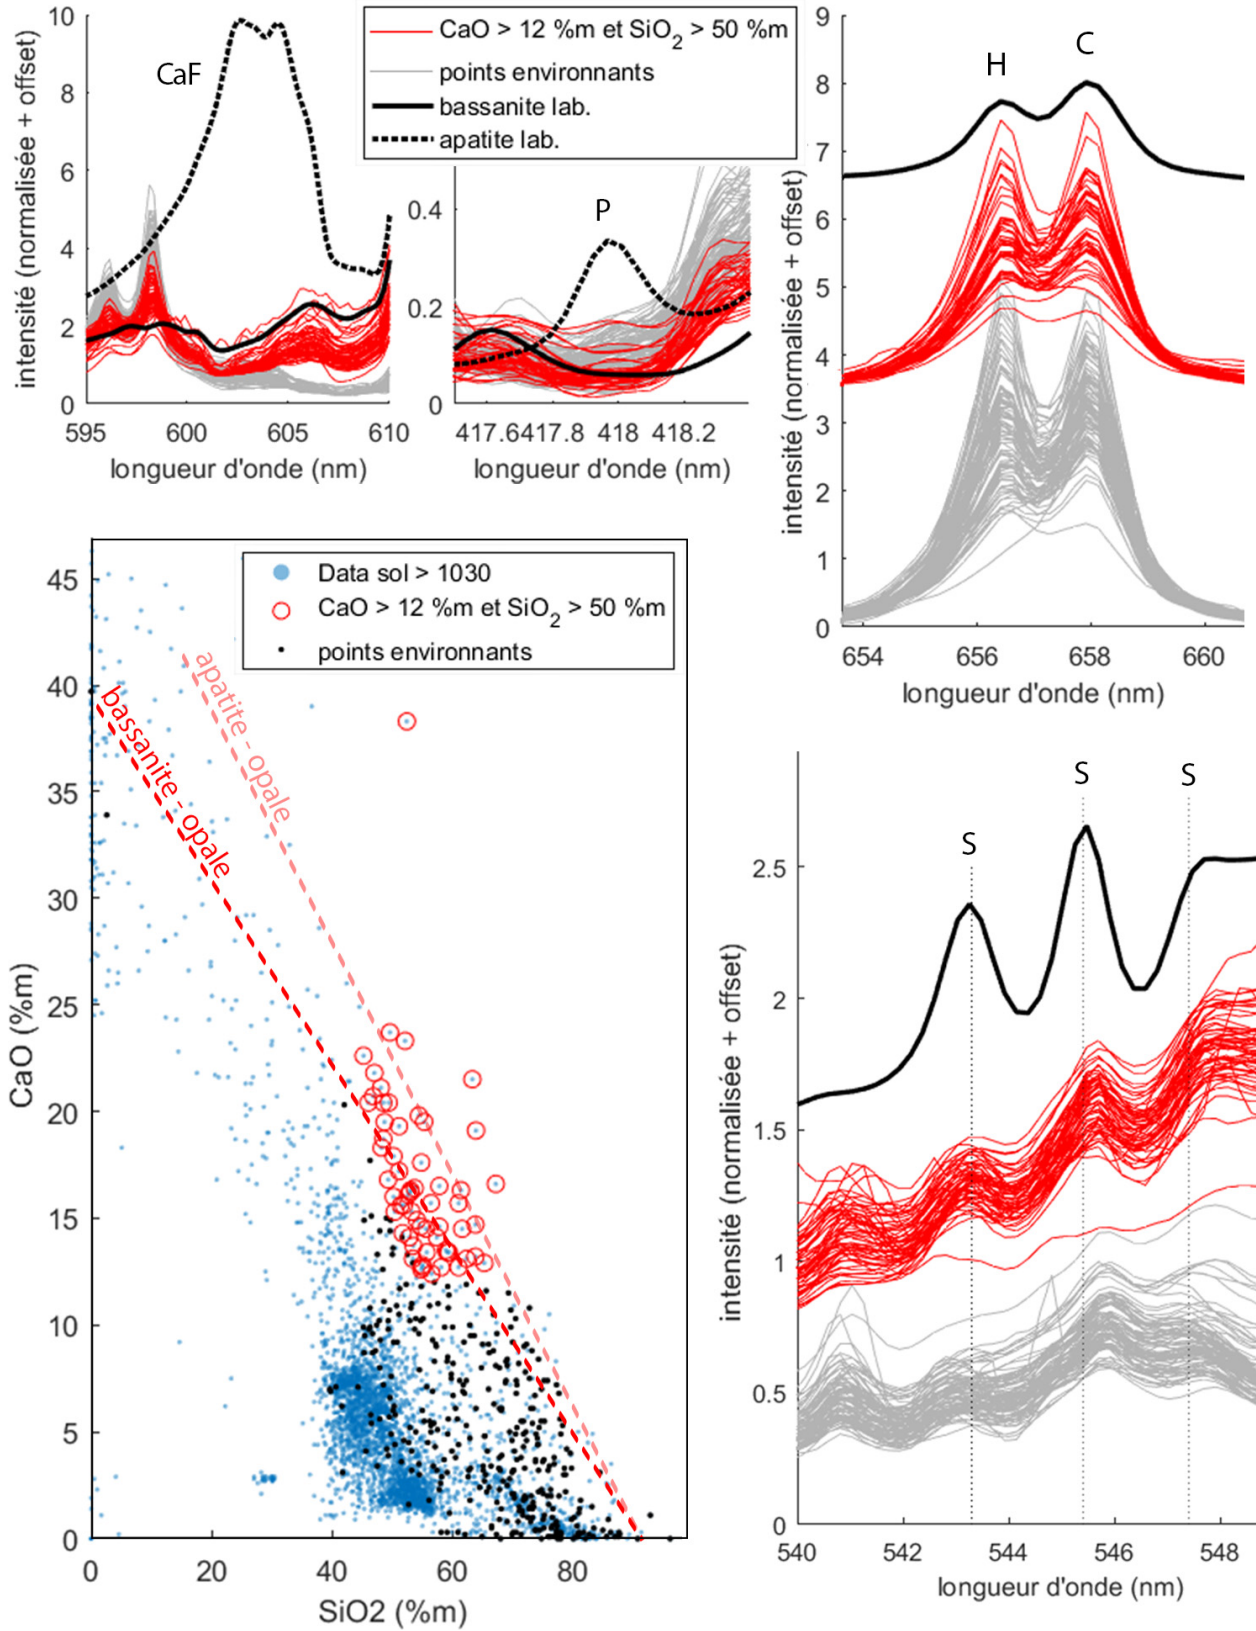 intensité (normalisée + offset)
10
8
6
4
2
0
CaF
595
600
605
610
longueur d'onde (nm)
CaO > 12 %m et SiO2 > 50 %m
points environnants
bassanite lab.
apatite lab.
0.4
0.2
0
P
417.6
417.8
418
418.2
longueur d'onde (nm)
intensité (normalisée + offset)
9
8
7
6
5
4
3
2
1
0
H
C
654
656
658
660
longueur d'onde (nm)
CaO (%m)
45
40
35
30
25
20
15
10
5
0
Data sol > 1030
CaO > 12 %m et SiO2 > 50 %m
points environnants
apatite - opale
bassanite - opale
0
20
40
60
80
SiO2 (%m)
intensité (normalisée + offset)
2.5
2
1.5
1
0.5
0
S
S
S
540
542
544
546
548
longueur d'onde (nm)